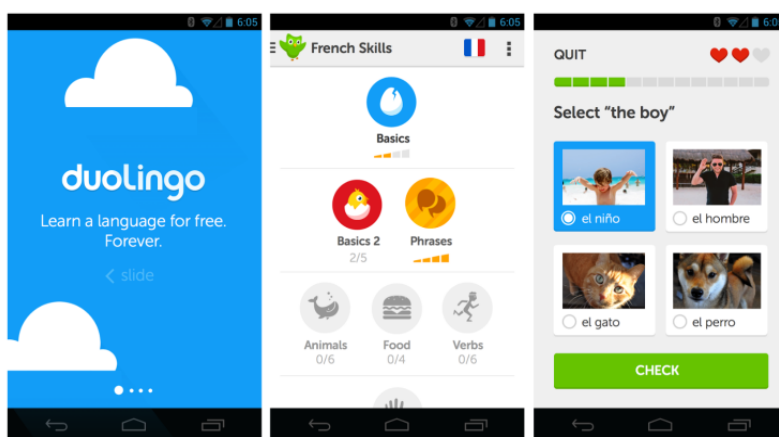 6:05
duolingo
Learn a language for free.
Forever.
< slide
6:05
French Skills
Basics
Basics 2
Phrases
2/5
Animals
Food
Verbs
0/6
0/4
0/6
6:05
QUIT
Select “the boy”
el niño
el hombre
el gato
el perro
CHECK